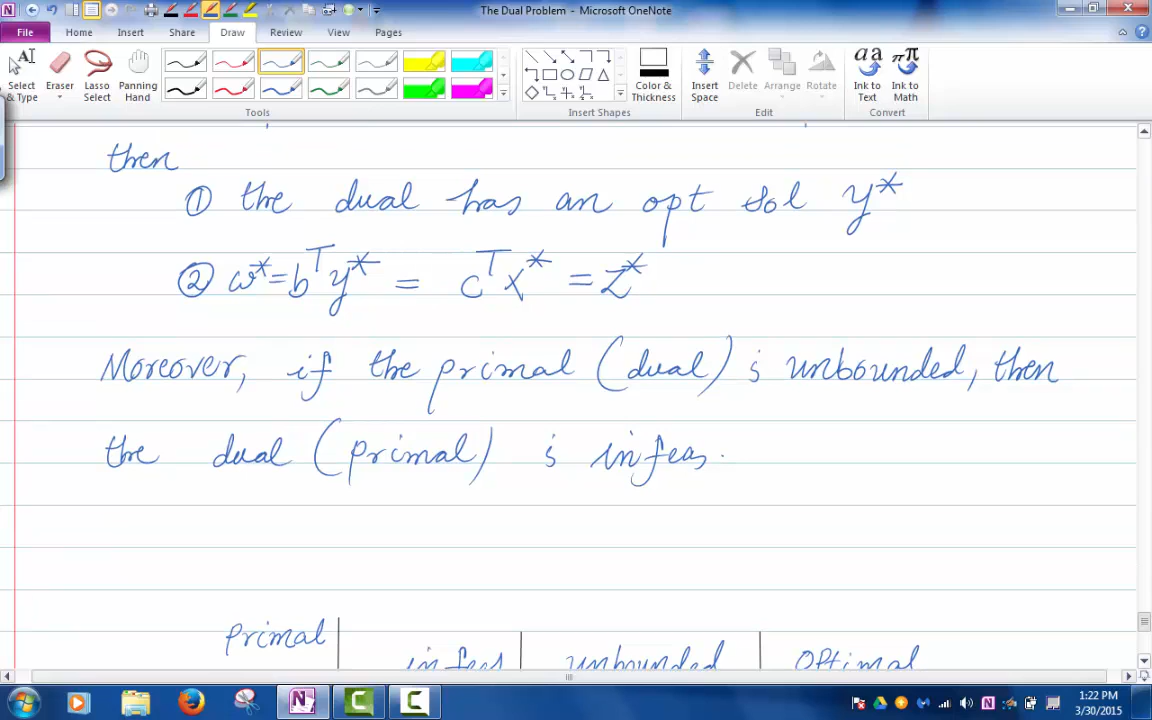 The Dual Problem - Microsoft OneNote
File Home Insert Share Draw Review View Pages
Select & Type
Eraser
Lasso Select
Panning Hand
Color & Thickness
Insert Space
Delete
Arrange
Rotate
Ink to Text
Ink to Math
Tools
Insert Shapes
Edit
Convert
then
① the dual has an opt sol y*
② w* = bᵀy* = cᵀx* = z*
Moreover, if the primal (dual) is unbounded, then
the dual (primal) is infeas.
primal
infeas unbounded Optimal
1:22 PM
3/30/2015